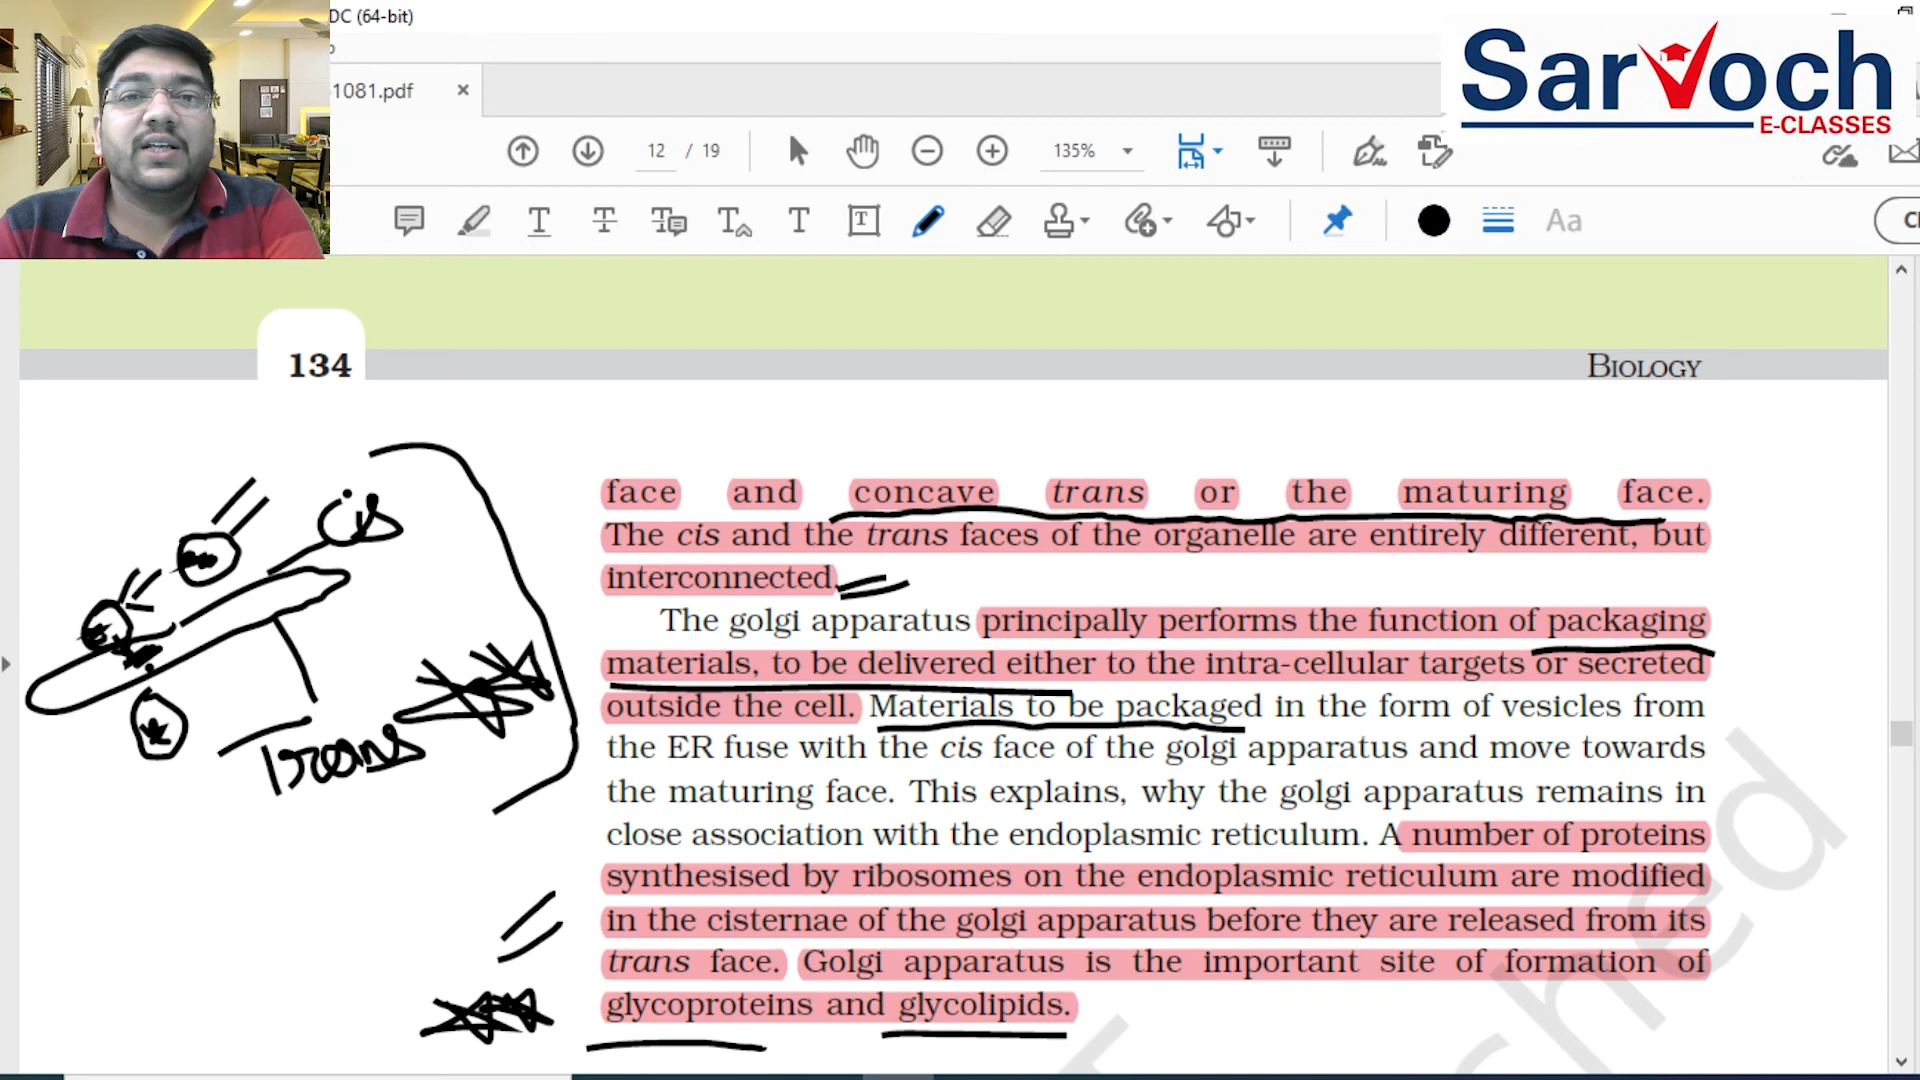 DC (64-bit)
p
1081.pdf
12 / 19
135%
Aa
Sarvoch
E-CLASSES
134
BIOLOGY
face and concave trans or the maturing face.
The cis and the trans faces of the organelle are entirely different, but
interconnected.
The golgi apparatus principally performs the function of packaging
materials, to be delivered either to the intra-cellular targets or secreted
outside the cell. Materials to be packaged in the form of vesicles from
the ER fuse with the cis face of the golgi apparatus and move towards
the maturing face. This explains, why the golgi apparatus remains in
close association with the endoplasmic reticulum. A number of proteins
synthesised by ribosomes on the endoplasmic reticulum are modified
in the cisternae of the golgi apparatus before they are released from its
trans face. Golgi apparatus is the important site of formation of
glycoproteins and glycolipids.
cis
trans